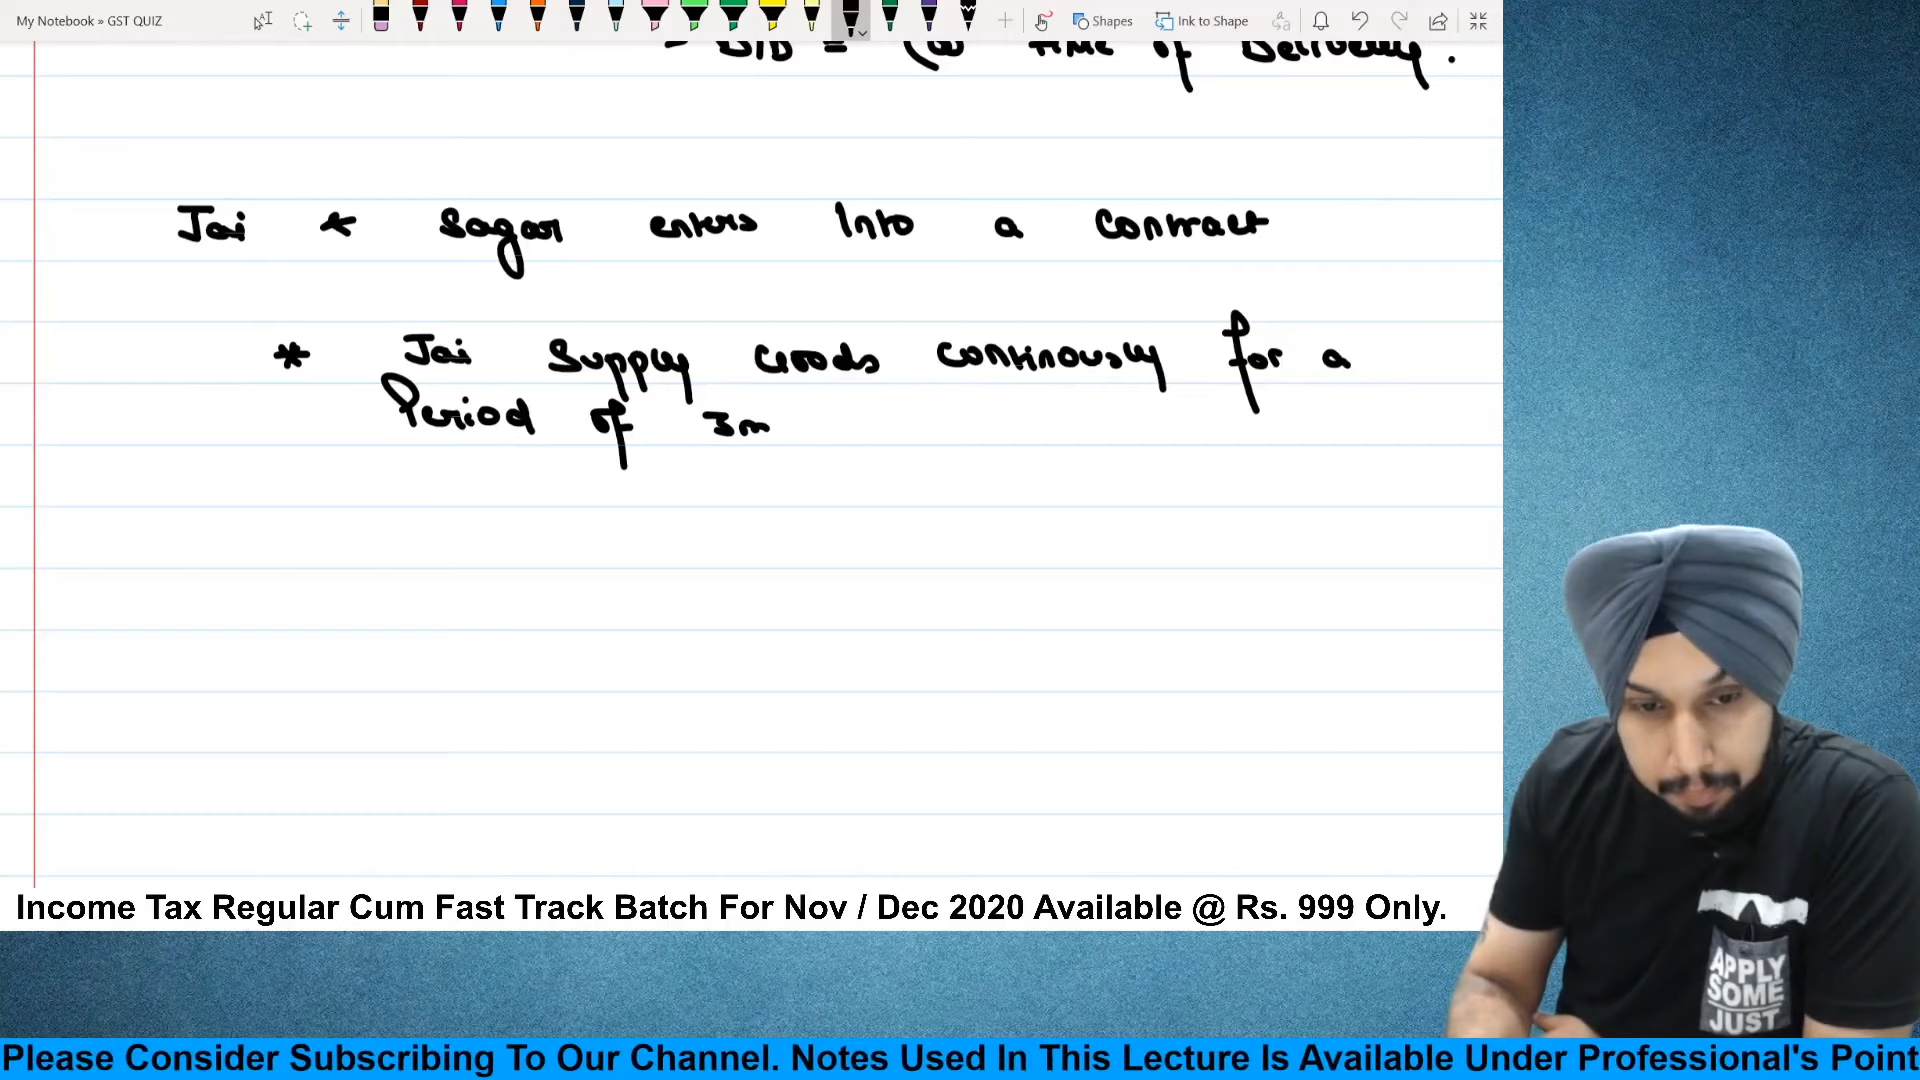 My Notebook » GST QUIZ
Shapes
Ink to Shape
- DID = (@ time of Delivery.
Jai & Sagar enters Into a Contract
* Jai Supply Goods continously for a
Period of 3m
APPLY
SOME
JUST
Income Tax Regular Cum Fast Track Batch For Nov / Dec 2020 Available @ Rs. 999 Only.
Please Consider Subscribing To Our Channel. Notes Used In This Lecture Is Available Under Professional's Point